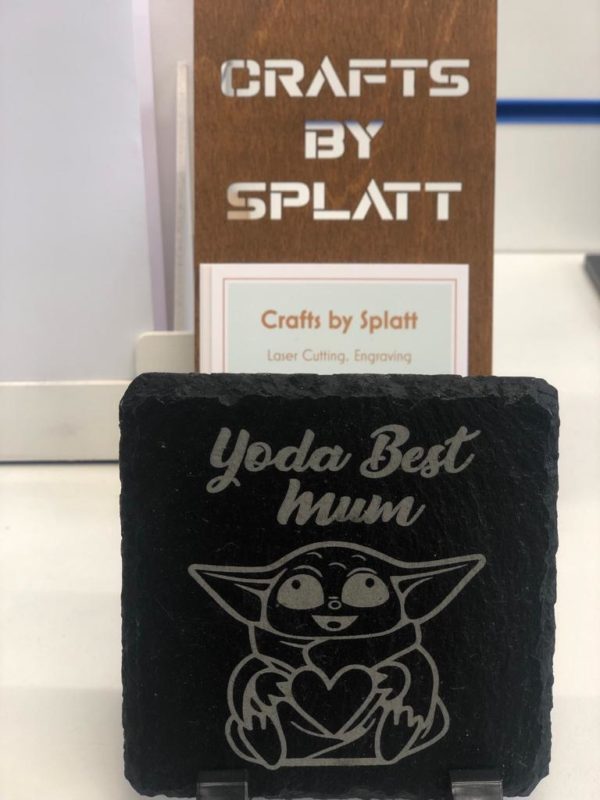 CRAFTS
BY
SPLATT
Crafts by Splatt
Laser Cutting, Engraving
Yoda Best
Mum